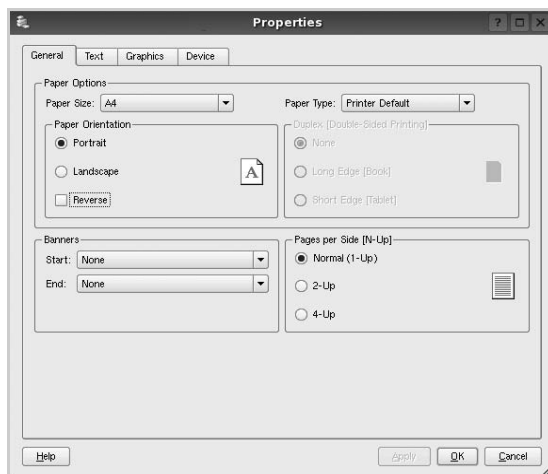 Properties
General Text Graphics Device
Paper Options
Paper Size: A4 Paper Type: Printer Default
Paper Orientation
Portrait
Landscape
Reverse
A
Duplex [Double-Sided Printing]
None
Long Edge [Book]
Short Edge [Tablet]
Banners
Start: None
End: None
Pages per Side [N-Up]
Normal (1-Up)
2-Up
4-Up
Help Apply OK Cancel